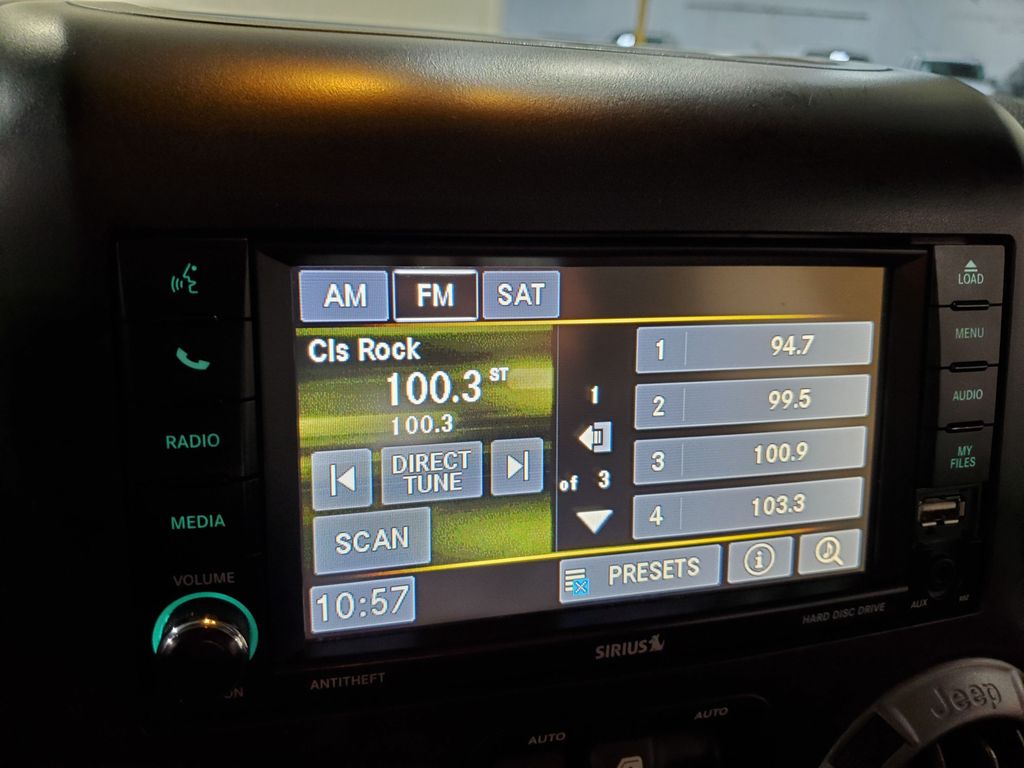 AM FM SAT
Cls Rock
100.3 ST
100.3
DIRECT
TUNE
SCAN
10:57
1
of 3
1 94.7
2 99.5
3 100.9
4 103.3
PRESETS
i
RADIO
MEDIA
VOLUME
ON
ANTITHEFT
SIRIUS
HARD DISC DRIVE
LOAD
MENU
AUDIO
MY
FILES
AUX
AUTO
AUTO
Jeep